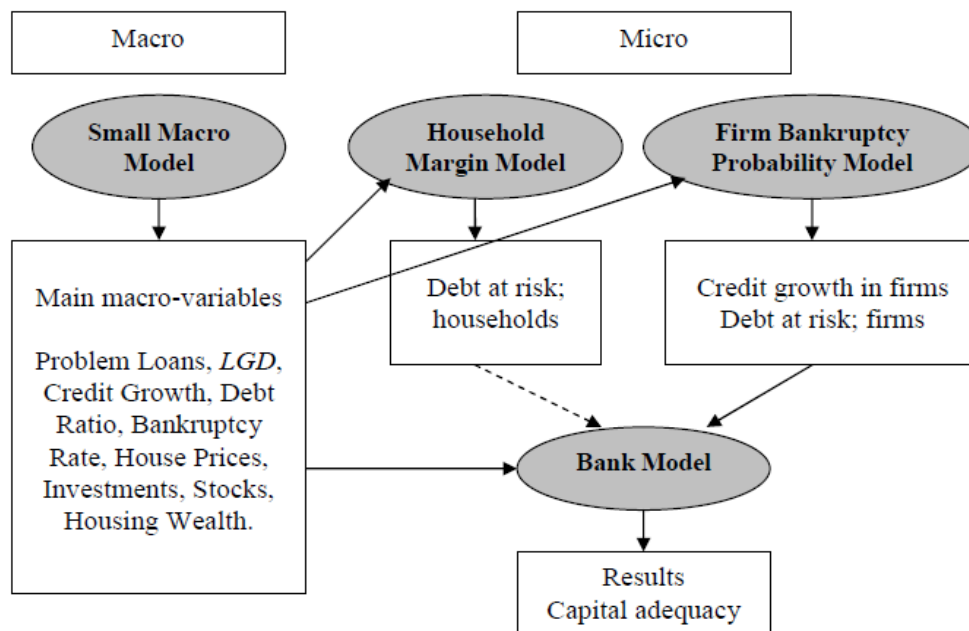 Macro
Micro
Small Macro
Model
Household
Margin Model
Firm Bankruptcy
Probability Model
Main macro-variables
Problem Loans, LGD,
Credit Growth, Debt
Ratio, Bankruptcy
Rate, House Prices,
Investments, Stocks,
Housing Wealth.
Debt at risk;
households
Credit growth in firms
Debt at risk; firms
Bank Model
Results
Capital adequacy